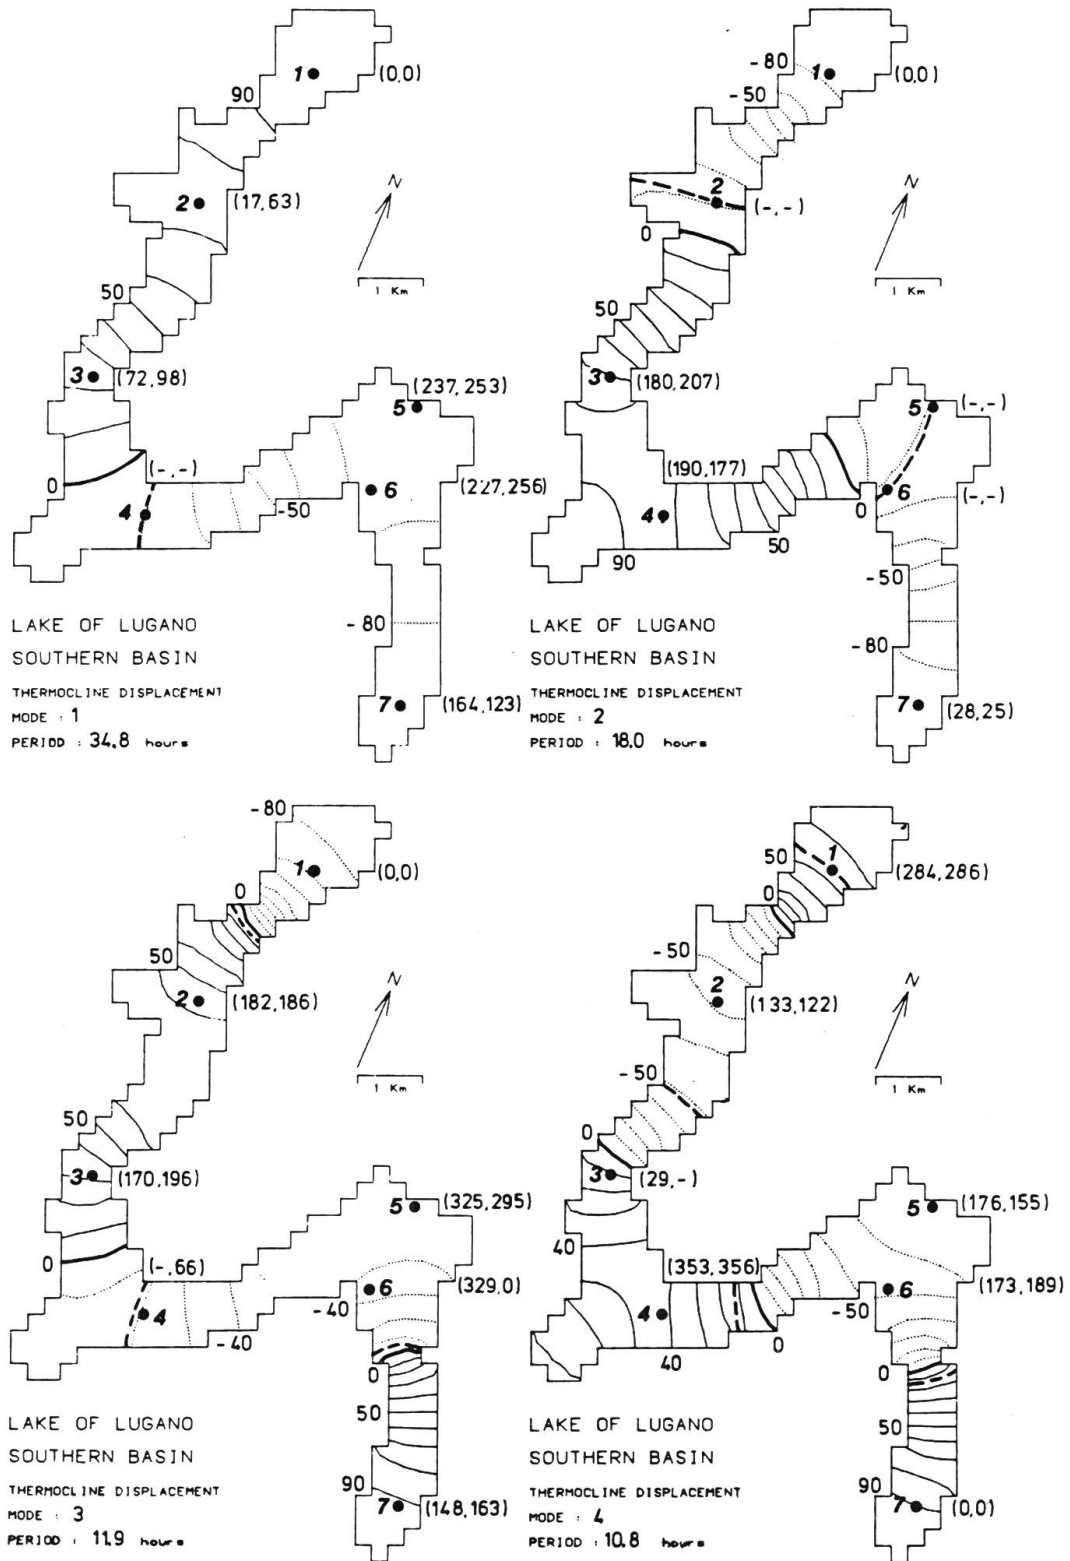 1 (0,0)
90
2 (17,63)
N
1 Km
50
3 (72,98)
(237,253)
5
0
(-,-)
6
(227,256)
4
-50
-80
7 (164,123)
LAKE OF LUGANO
SOUTHERN BASIN
THERMOCLINE DISPLACEMENT
MODE : 1
PERIOD : 34.8 hours
-80
1 (0,0)
-50
2
(-,-)
N
0
1 Km
50
3 (180,207)
5 (-,-)
(190,177)
6 (-,-)
0
4
50
90
-50
-80
7 (28,25)
LAKE OF LUGANO
SOUTHERN BASIN
THERMOCLINE DISPLACEMENT
MODE : 2
PERIOD : 18.0 hours
-80
1 (0,0)
0
50
2 (182,186)
N
1 Km
50
3 (170,196)
5 (325,295)
0
(-,66)
6 (329,0)
4
-40
-40
0
50
90
7 (148,163)
LAKE OF LUGANO
SOUTHERN BASIN
THERMOCLINE DISPLACEMENT
MODE : 3
PERIOD : 11.9 hours
50
1
(284,286)
0
-50
2
(133,122)
N
-50
1 Km
0
3 (29,-)
5 (176,155)
40
(353,356)
6 (173,189)
4
-50
0
40
0
50
90
7 (0,0)
LAKE OF LUGANO
SOUTHERN BASIN
THERMOCLINE DISPLACEMENT
MODE : 4
PERIOD : 10.8 hours